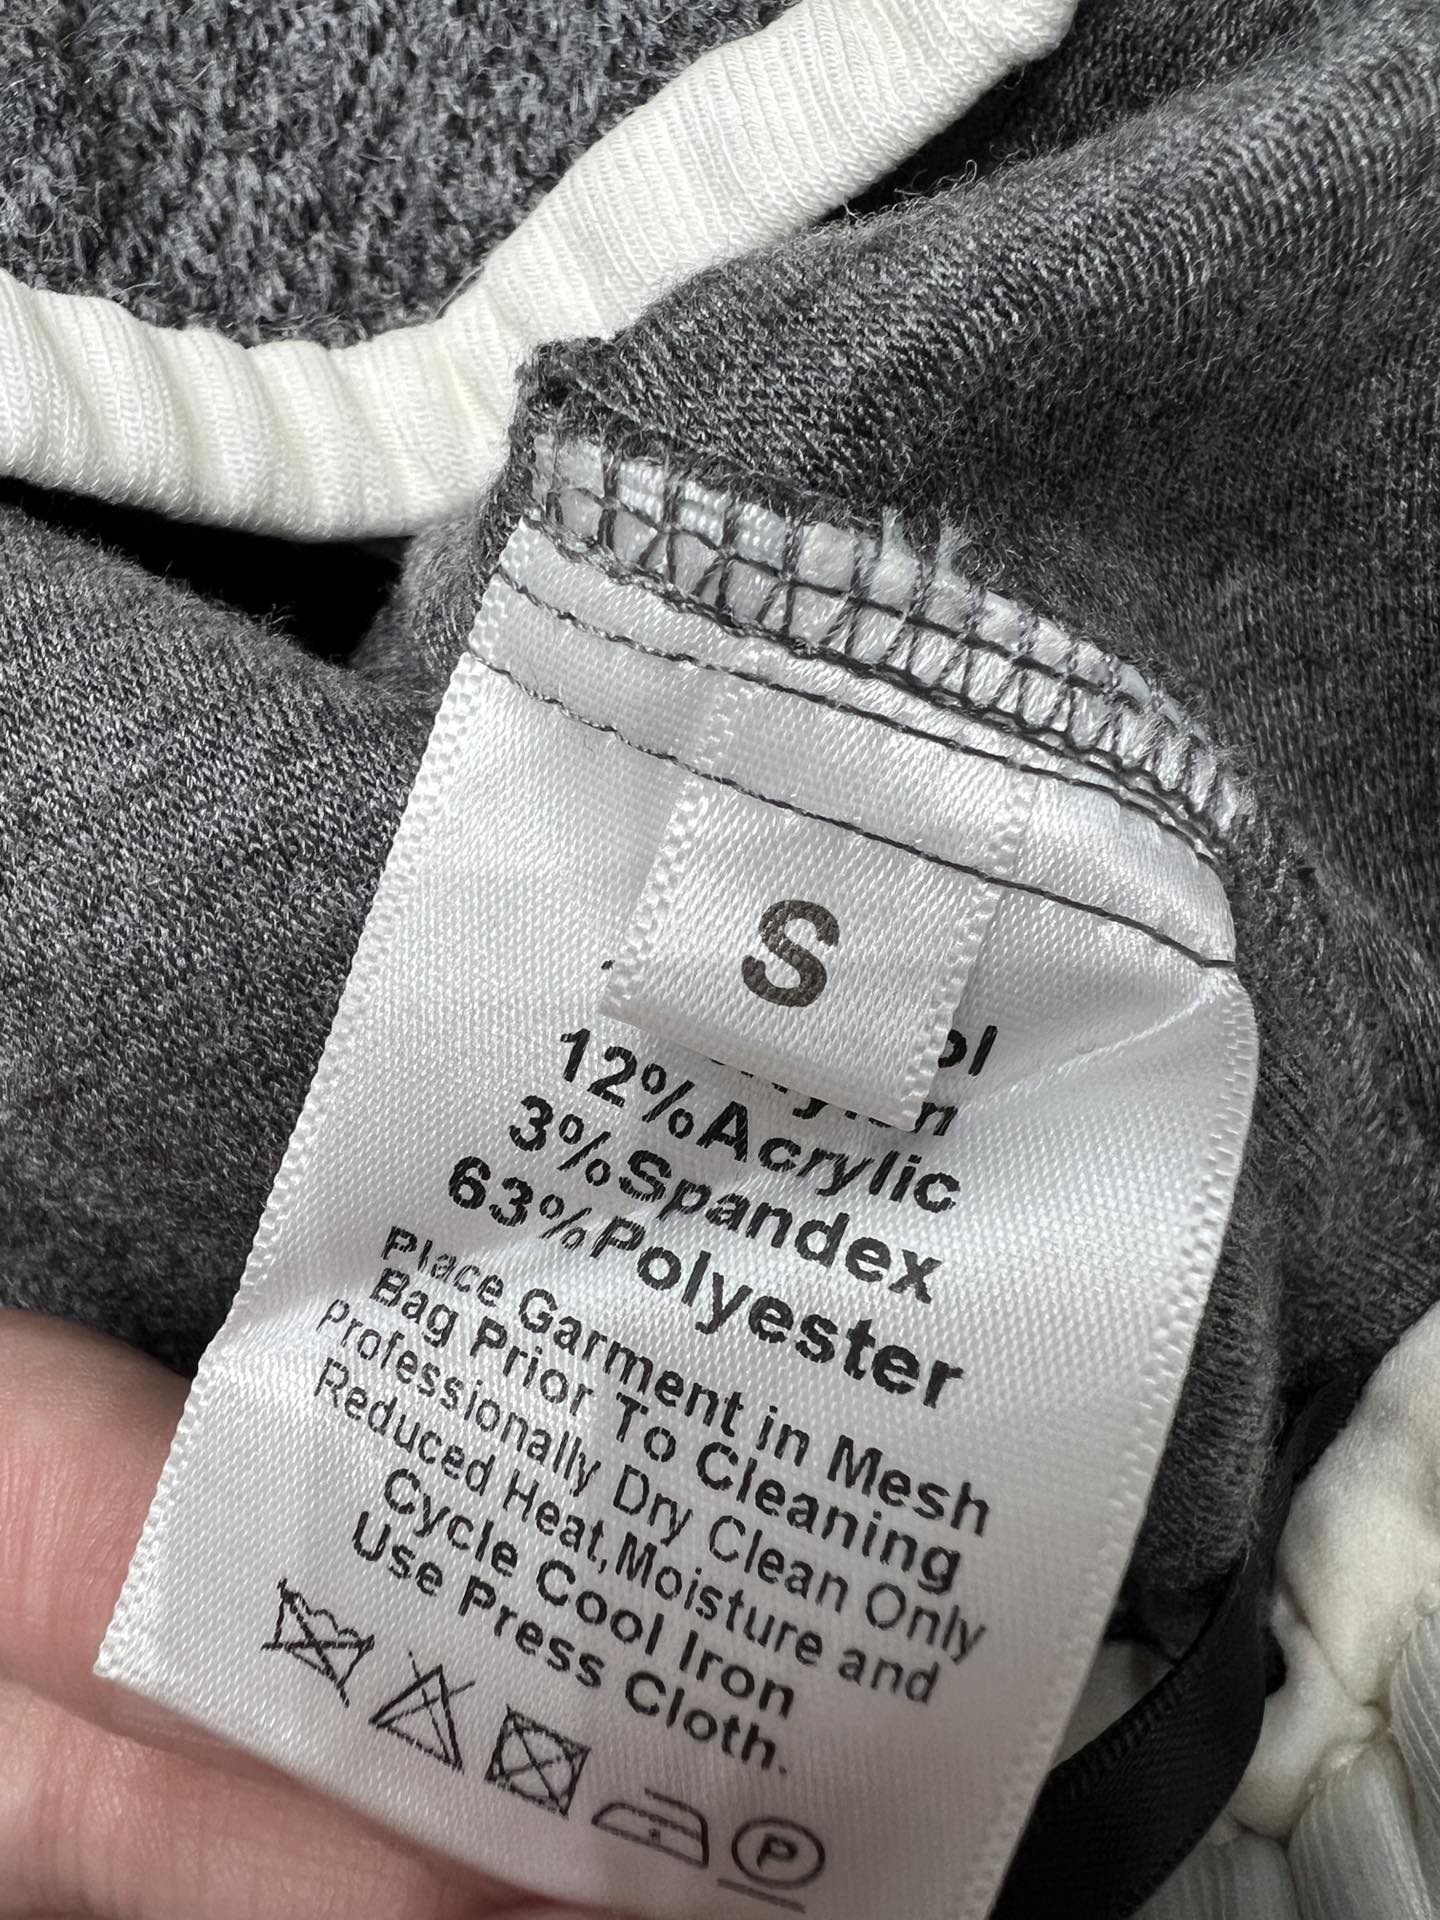 S
12%Acrylic
3%Spandex
63%Polyester
Place Garment in Mesh
Bag Prior To Cleaning
Professionally Dry Clean Only
Reduced Heat,Moisture and
Cycle Cool Iron
Use Press Cloth.
P